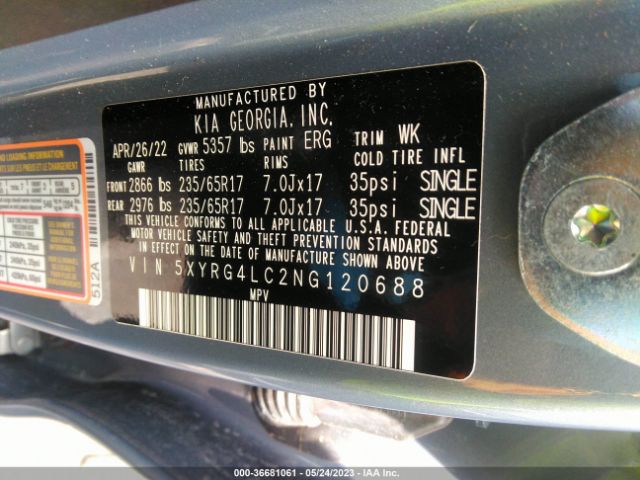 MANUFACTURED BY
KIA GEORGIA, INC.
APR/26/22 GVWR 5357 lbs PAINT ERG TRIM WK
GAWR TIRES RIMS COLD TIRE INFL
FRONT 2866 lbs 235/65R17 7.0Jx17 35psi SINGLE
REAR 2976 lbs 235/65R17 7.0Jx17 35psi SINGLE
THIS VEHICLE CONFORMS TO ALL APPLICABLE U.S.A. FEDERAL
MOTOR VEHICLE SAFETY AND THEFT PREVENTION STANDARDS
IN EFFECT ON THE DATE OF MANUFACTURE SHOWN ABOVE.
VIN 5XYRG4LC2NG120688
MPV
512A
000-36681061 - 05/24/2023 - IAA Inc.